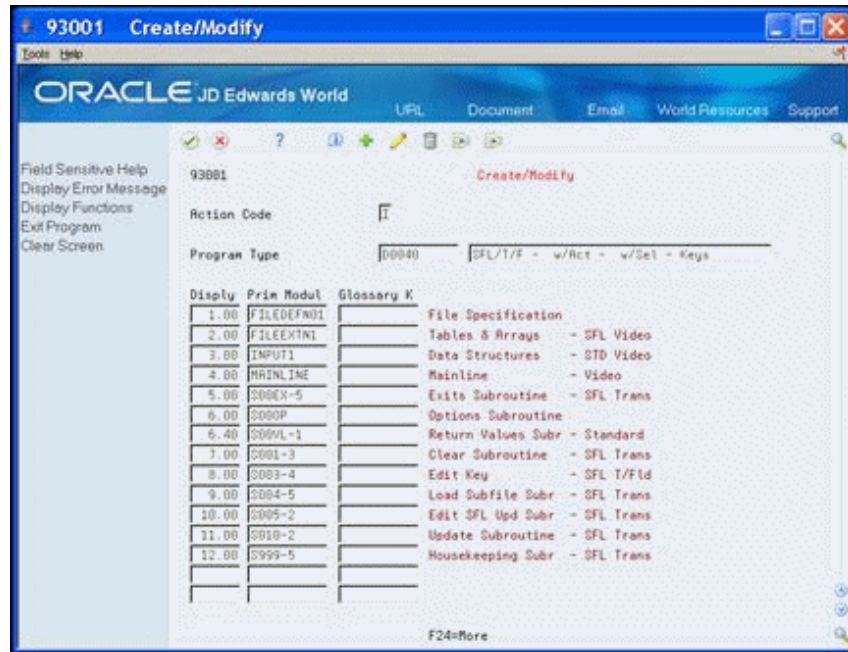 93001 Create/Modify
Tools Help
ORACLE JD Edwards World
URL Document Email World Resources Support
?
Field Sensitive Help
Display Error Message
Display Functions
Exit Program
Clear Screen
93001 Create/Modify
Action Code I
Program Type D0040 SFL/T/F - w/Act - w/Sel - Keys
Disply Prim Modul Glossary K
1.00 FILEDEFN01 File Specification
2.00 FILEEXTN1 Tables & Arrays - SFL Video
3.00 INPUT1 Data Structures - STD Video
4.00 MAINLINE Mainline - Video
5.00 S00EX-5 Exits Subroutine - SFL Trans
6.00 S00OP Options Subroutine
6.40 S00VL-1 Return Values Subr - Standard
7.00 S001-3 Clear Subroutine - SFL Trans
8.00 S003-4 Edit Key - SFL T/Fld
9.00 S004-5 Load Subfile Subr - SFL Trans
10.00 S005-2 Edit SFL Upd Subr - SFL Trans
11.00 S010-2 Update Subroutine - SFL Trans
12.00 S999-5 Housekeeping Subr - SFL Trans
F24=More